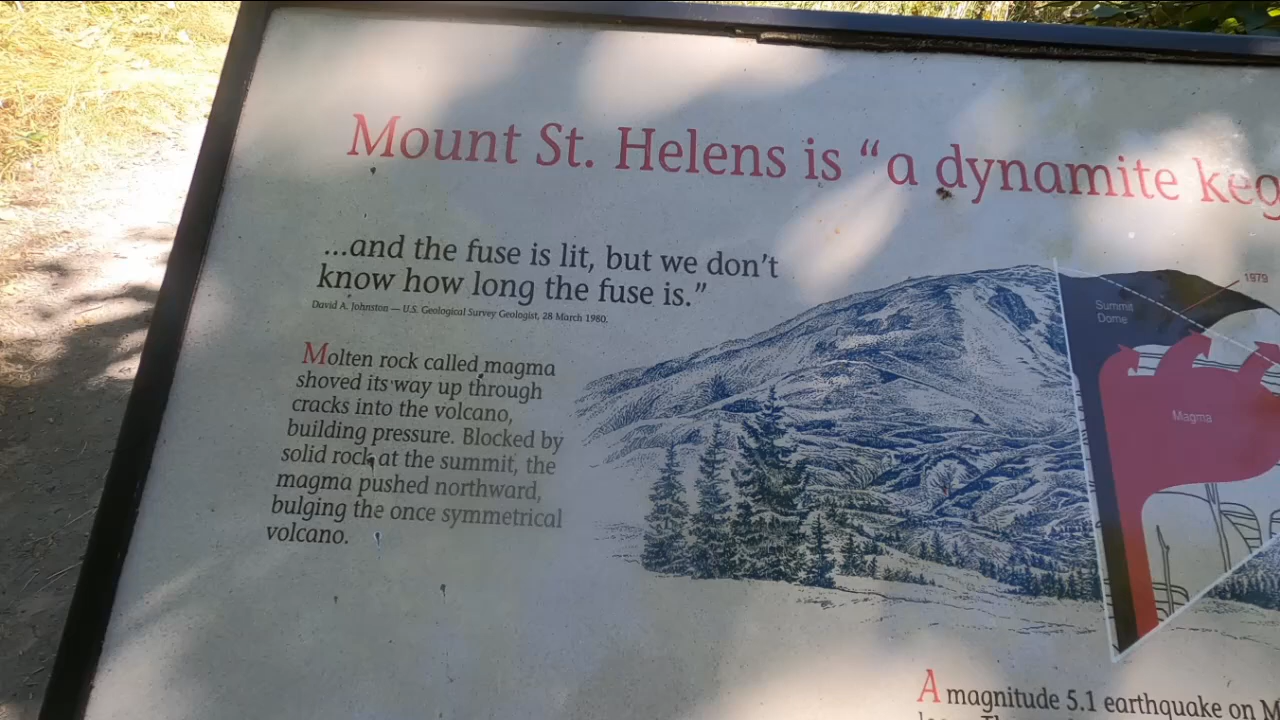 Mount St. Helens is “a dynamite keg
...and the fuse is lit, but we don't
know how long the fuse is.”
David A. Johnston — U.S. Geological Survey Geologist, 28 March 1980.
Molten rock called magma
shoved its way up through
cracks into the volcano,
building pressure. Blocked by
solid rock at the summit, the
magma pushed northward,
bulging the once symmetrical
volcano.
1979
Summit
Dome
Magma
A magnitude 5.1 earthquake on